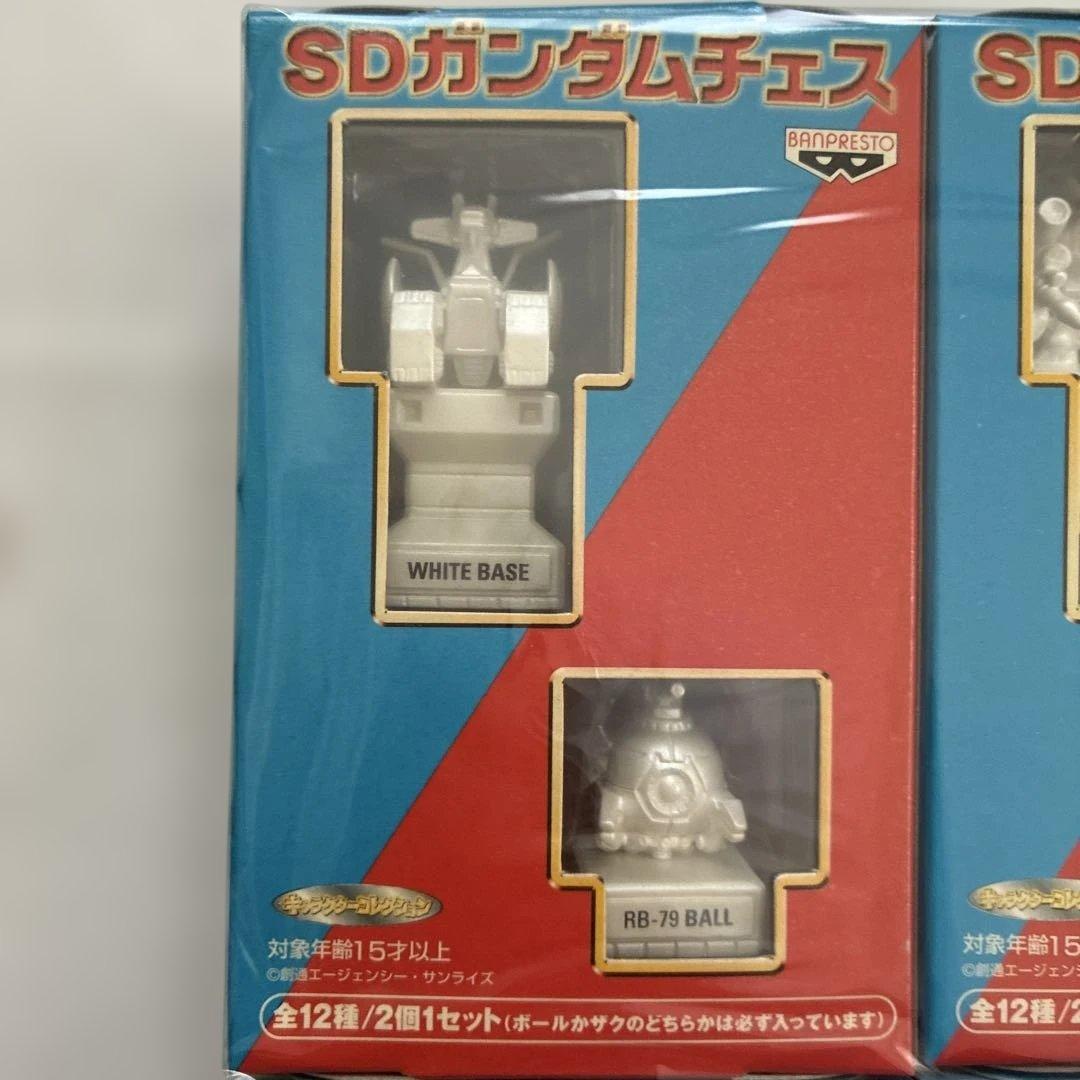 SDガンダムチェス
BANPRESTO
WHITE BASE
RB-79 BALL
キャラクターコレクション
対象年齢15才以上
©創通エージェンシー・サンライズ
全12種/2個1セット(ボールかザクのどちらかは必ず入っています)
SD
キャラクターコレ
対象年齢15
©創通エージェンシ
全12種/2